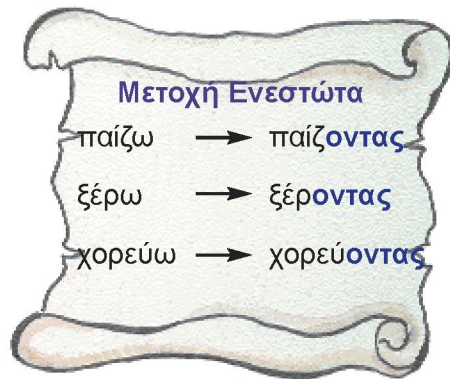 Μετοχή Ενεστώτα
παίζω → παίζοντας
ξέρω → ξέροντας
χορεύω → χορεύοντας